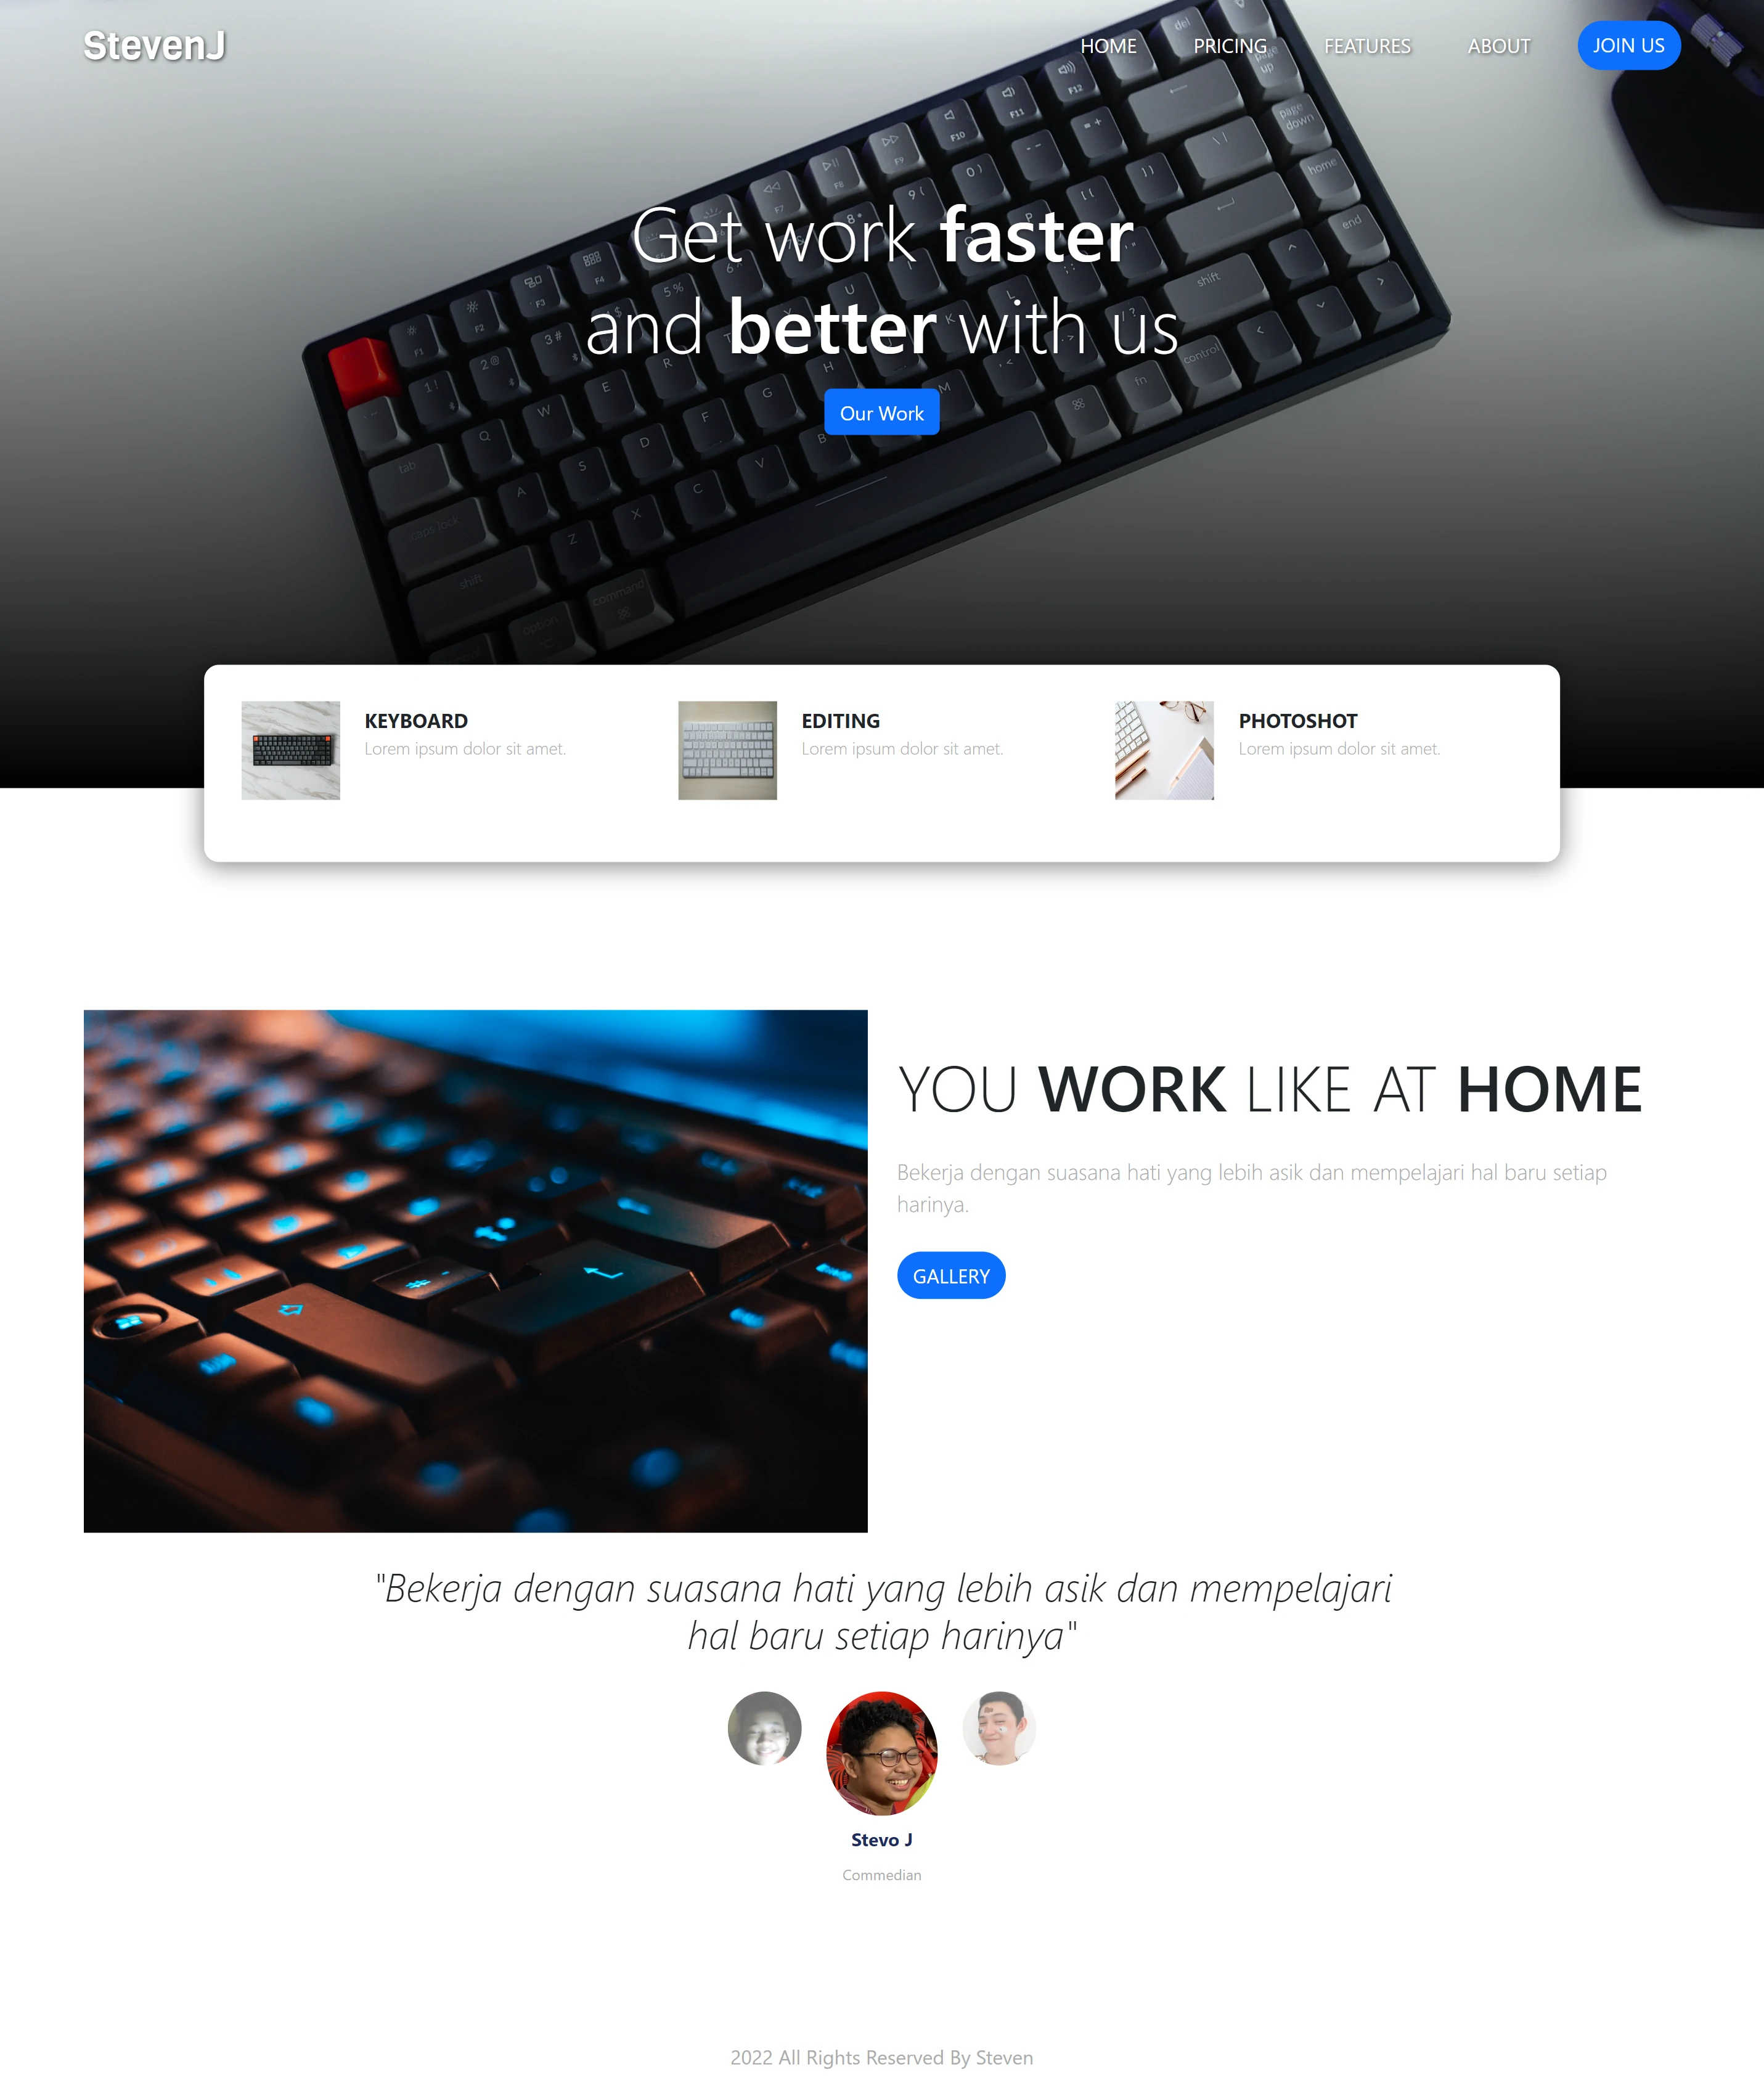 StevenJ
HOME PRICING FEATURES ABOUT JOIN US
Get work faster
and better with us
Our Work
KEYBOARD
Lorem ipsum dolor sit amet.
EDITING
Lorem ipsum dolor sit amet.
PHOTOSHOT
Lorem ipsum dolor sit amet.
YOU WORK LIKE AT HOME
Bekerja dengan suasana hati yang lebih asik dan mempelajari hal baru setiap
harinya.
GALLERY
"Bekerja dengan suasana hati yang lebih asik dan mempelajari
hal baru setiap harinya"
Stevo J
Commedian
2022 All Rights Reserved By Steven